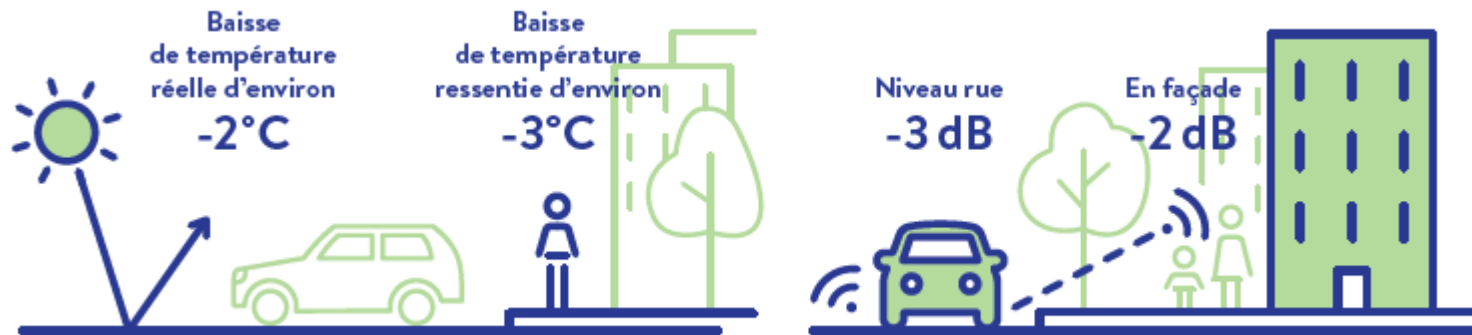 Baisse
de température
réelle d'environ
-2°C
Baisse
de température
ressentie d'environ
-3°C
Niveau rue
-3 dB
En façade
-2 dB